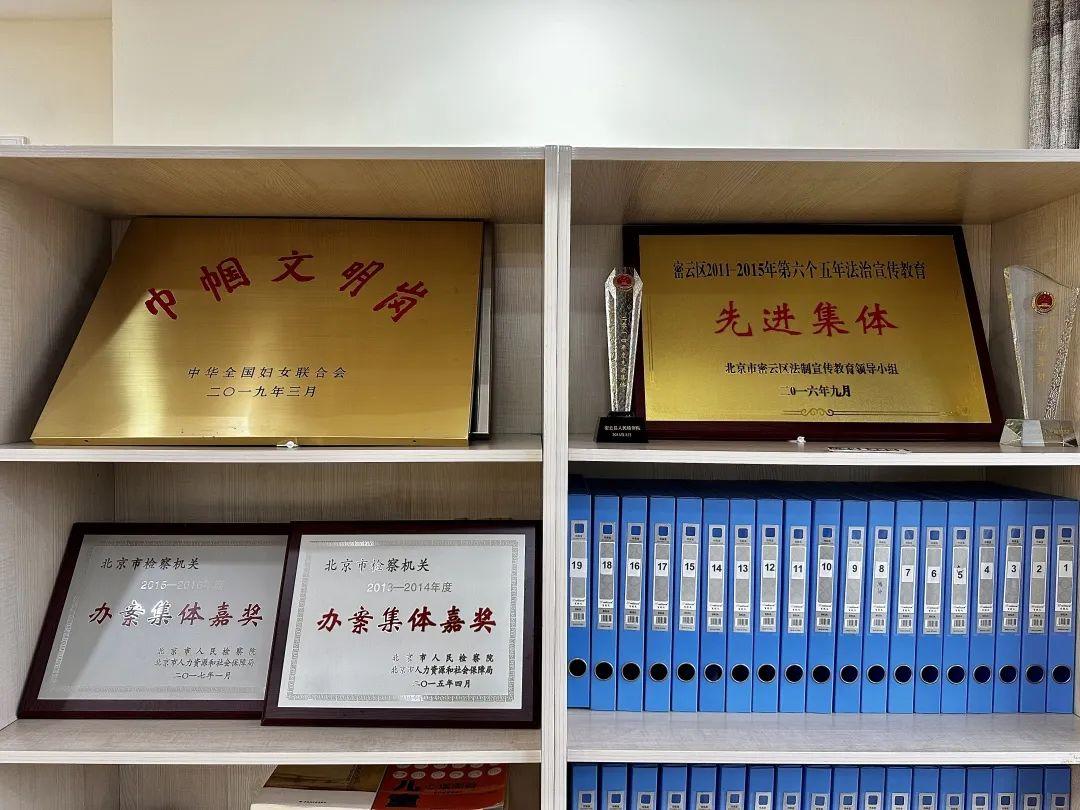 巾帼文明岗
中华全国妇女联合会
二〇一九年三月
密云区2011-2015年第六个五年法治宣传教育
先进集体
北京市密云区法制宣传教育领导小组
二〇一六年九月
北京市检察机关
2015—2016年度
办案集体嘉奖
北京市人民检察院
北京市人力资源和社会保障局
二〇一七年一月
北京市检察机关
2013—2014年度
办案集体嘉奖
北京市人民检察院
北京市人力资源和社会保障局
二〇一五年四月
19
18
16
17
15
14
13
12
11
10
9
8
7
6
5
4
3
2
1
儿童